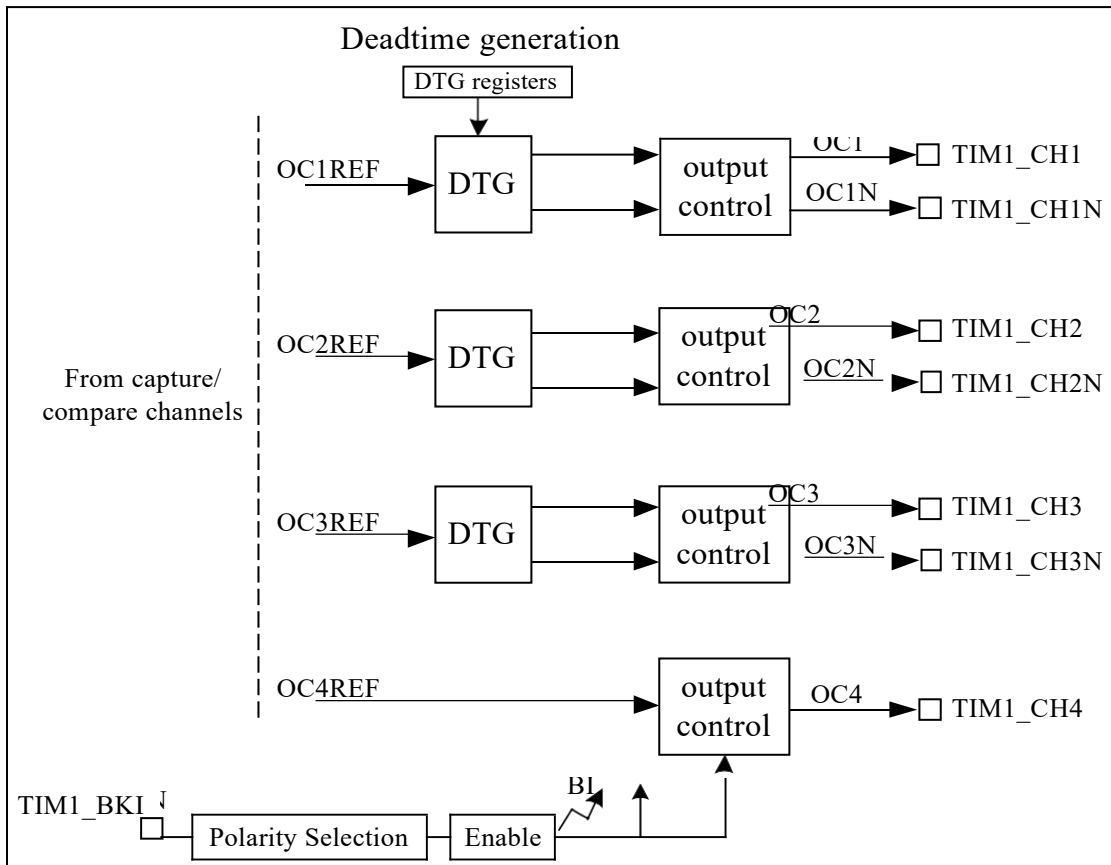 Deadtime generation
DTG registers
OC1REF
DTG
output
control
OC1
OC1N
TIM1_CH1
TIM1_CH1N
OC2REF
DTG
output
control
OC2
OC2N
TIM1_CH2
TIM1_CH2N
From capture/
compare channels
OC3REF
DTG
output
control
OC3
OC3N
TIM1_CH3
TIM1_CH3N
OC4REF
output
control
OC4
TIM1_CH4
TIM1_BKIN
Polarity Selection
Enable
BI